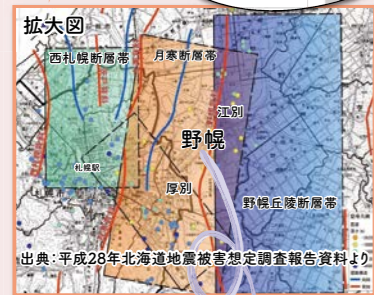 拡大図
西札幌断層帯
月寒断層帯
江別
野幌
札幌駅
厚別
野幌丘陵断層帯
出典:平成28年北海道地震被害想定調査報告資料より